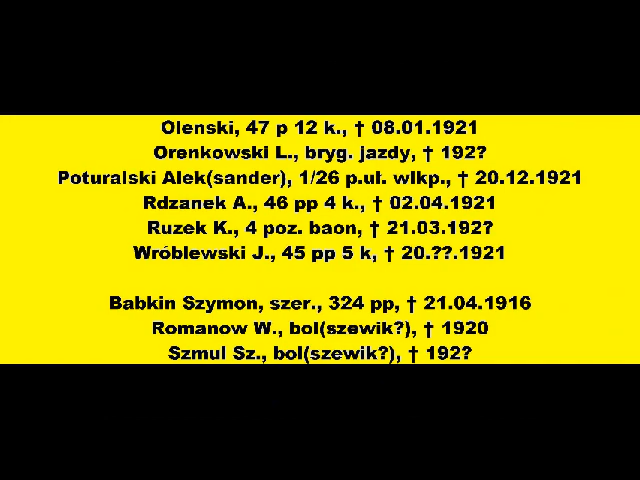 Olenski, 47 p 12 k., † 08.01.1921
Orenkowski L., bryg. jazdy, † 192?
Poturalski Alek(sander), 1/26 p.uł. wlkp., † 20.12.1921
Rdzanek A., 46 pp 4 k., † 02.04.1921
Ruzek K., 4 poz. baon, † 21.03.192?
Wróblewski J., 45 pp 5 k, † 20.??.1921
Babkin Szymon, szer., 324 pp, † 21.04.1916
Romanow W., bol(szewik?), † 1920
Szmul Sz., bol(szewik?), † 192?